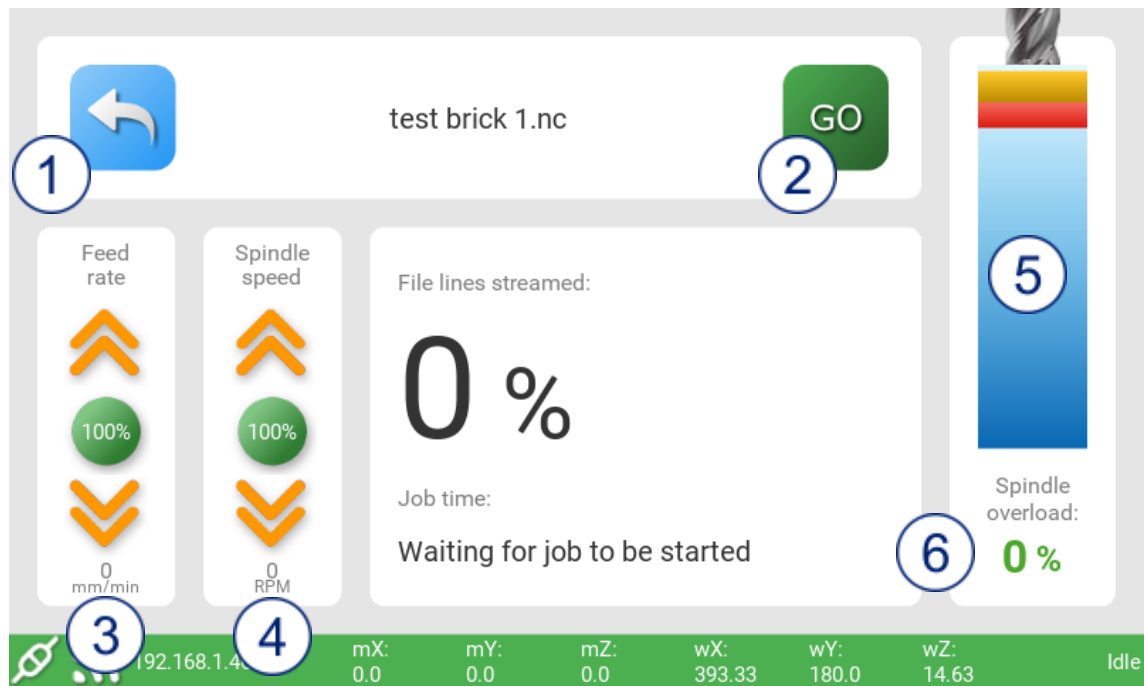 test brick 1.nc
GO
1
2
Feed
rate
100%
0
mm/min
3
Spindle
speed
100%
0
RPM
4
File lines streamed:
0 %
Job time:
Waiting for job to be started
5
Spindle
overload:
6
0 %
mX:
0.0
mY:
0.0
mZ:
0.0
wX:
393.33
wY:
180.0
wZ:
14.63
Idle